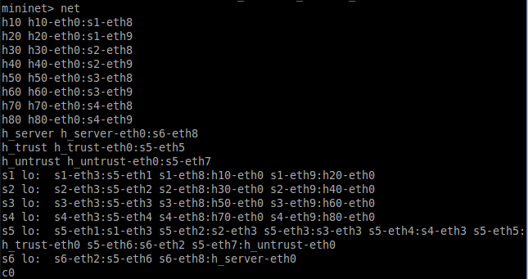 mininet> net
h10 h10-eth0:s1-eth8
h20 h20-eth0:s1-eth9
h30 h30-eth0:s2-eth8
h40 h40-eth0:s2-eth9
h50 h50-eth0:s3-eth8
h60 h60-eth0:s3-eth9
h70 h70-eth0:s4-eth8
h80 h80-eth0:s4-eth9
h_server h_server-eth0:s6-eth8
h_trust h_trust-eth0:s5-eth5
h_untrust h_untrust-eth0:s5-eth7
s1 lo:  s1-eth3:s5-eth1 s1-eth8:h10-eth0 s1-eth9:h20-eth0
s2 lo:  s2-eth3:s5-eth2 s2-eth8:h30-eth0 s2-eth9:h40-eth0
s3 lo:  s3-eth3:s5-eth3 s3-eth8:h50-eth0 s3-eth9:h60-eth0
s4 lo:  s4-eth3:s5-eth4 s4-eth8:h70-eth0 s4-eth9:h80-eth0
s5 lo:  s5-eth1:s1-eth3 s5-eth2:s2-eth3 s5-eth3:s3-eth3 s5-eth4:s4-eth3 s5-eth5:
h_trust-eth0 s5-eth6:s6-eth2 s5-eth7:h_untrust-eth0
s6 lo:  s6-eth2:s5-eth6 s6-eth8:h_server-eth0
c0